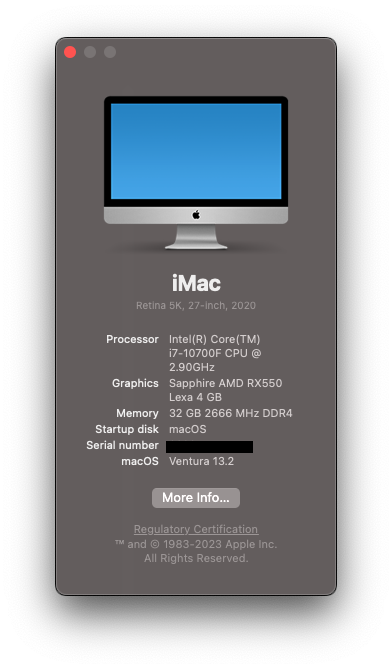 iMac
Retina 5K, 27-inch, 2020
Processor Intel(R) Core(TM)
i7-10700F CPU @
2.90GHz
Graphics Sapphire AMD RX550
Lexa 4 GB
Memory 32 GB 2666 MHz DDR4
Startup disk macOS
Serial number
macOS Ventura 13.2
More Info...
Regulatory Certification
™ and © 1983-2023 Apple Inc.
All Rights Reserved.